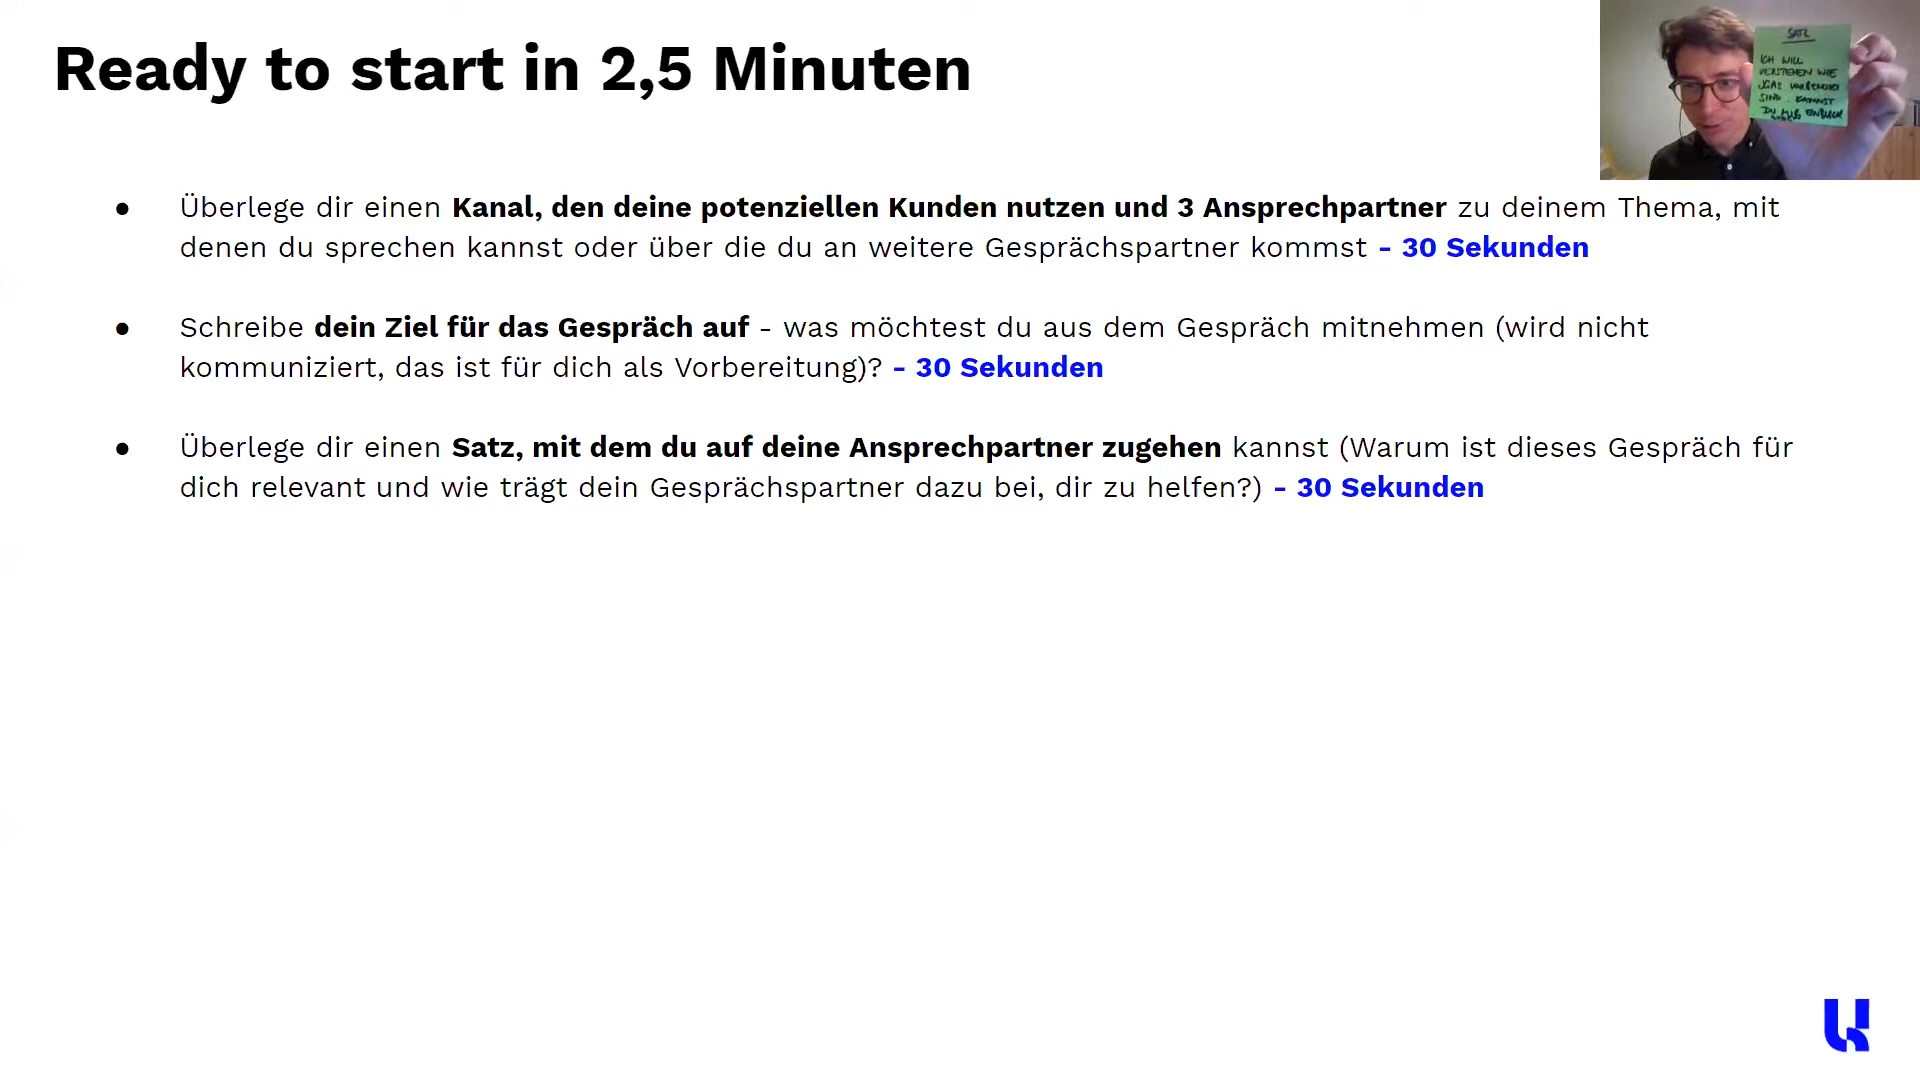 Ready to start in 2,5 Minuten
● Überlege dir einen Kanal, den deine potenziellen Kunden nutzen und 3 Ansprechpartner zu deinem Thema, mit
denen du sprechen kannst oder über die du an weitere Gesprächspartner kommst - 30 Sekunden
● Schreibe dein Ziel für das Gespräch auf - was möchtest du aus dem Gespräch mitnehmen (wird nicht
kommuniziert, das ist für dich als Vorbereitung)? - 30 Sekunden
● Überlege dir einen Satz, mit dem du auf deine Ansprechpartner zugehen kannst (Warum ist dieses Gespräch für
dich relevant und wie trägt dein Gesprächspartner dazu bei, dir zu helfen?) - 30 Sekunden
SATZ
ICH WILL
VERSTEHEN WIE
SIND. KANNST
DU EINBLICK